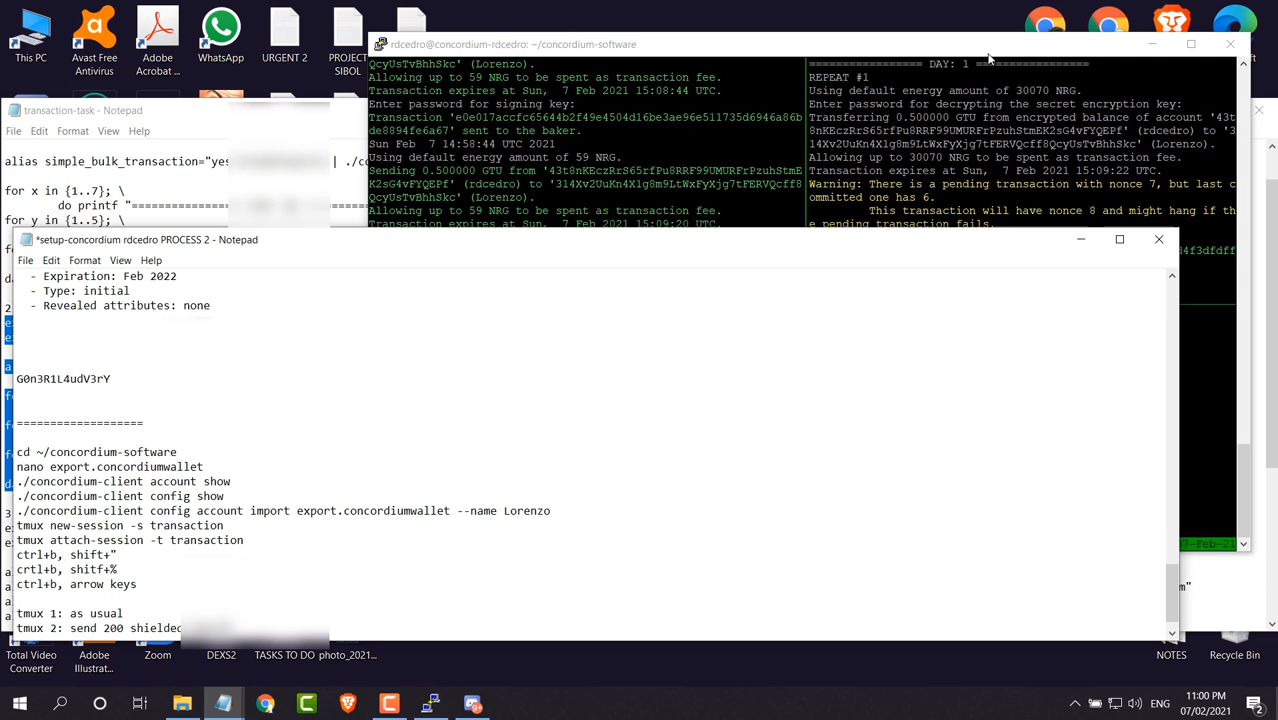 This PC
Avast Free
Antivirus
Adobe
Acrobat ...
WhatsApp
URGENT 2
PROJECT
SIBOL
rdcedro@concordium-rdcedro: ~/concordium-software
QcyUsTvBhhSkc' (Lorenzo).
Allowing up to 59 NRG to be spent as transaction fee.
Transaction expires at Sun,  7 Feb 2021 15:08:44 UTC.
Enter password for signing key:
Transaction 'e0e017accfc65644b2f49e4504d16be3ae96e511735d6946a86b
de8894fe6a67' sent to the baker.
Sun Feb  7 14:58:44 UTC 2021
Using default energy amount of 59 NRG.
Sending 0.500000 GTU from '43t8nKEczRrS65rfPu8RRF99UMURFrPzuhStmE
K2sG4vFYQEPf' (rdcedro) to '314Xv2UuKn4X1g8m9LtWxFyXjg7tFERVQcff8
QcyUsTvBhhSkc' (Lorenzo).
Allowing up to 59 NRG to be spent as transaction fee.
Transaction expires at Sun,  7 Feb 2021 15:09:20 UTC.
================= DAY: 1 =================
REPEAT #1
Using default energy amount of 30070 NRG.
Enter password for decrypting the secret encryption key:
Transferring 0.500000 GTU from encrypted balance of account '43t
8nKEczRrS65rfPu8RRF99UMURFrPzuhStmEK2sG4vFYQEPf' (rdcedro) to '3
14Xv2UuKn4X1g8m9LtWxFyXjg7tFERVQcff8QcyUsTvBhhSkc' (Lorenzo).
Allowing up to 30070 NRG to be spent as transaction fee.
Transaction expires at Sun,  7 Feb 2021 15:09:22 UTC.
Warning: There is a pending transaction with nonce 7, but last c
ommitted one has 6.
This transaction will have nonce 8 and might hang if th
e pending transaction fails.
transaction-task - Notepad
File Edit Format View Help
alias simple_bulk_transaction="yes
for x in {1..7}; \
do printf "
for y in {1..5}; \
*setup-concordium rdcedro PROCESS 2 - Notepad
File Edit Format View Help
- Expiration: Feb 2022
- Type: initial
- Revealed attributes: none
G0n3R1L4udV3rY
===================
cd ~/concordium-software
nano export.concordiumwallet
./concordium-client account show
./concordium-client config show
./concordium-client config account import export.concordiumwallet --name Lorenzo
tmux new-session -s transaction
tmux attach-session -t transaction
ctrl+b, shift+"
crtl+b, shitf+%
ctrl+b, arrow keys
tmux 1: as usual
tmux 2: send 200 shielded
Total Video
Converter
Adobe
Illustrat...
Zoom
DEXS2
TASKS TO DO
photo_2021...
NOTES
Recycle Bin
11:00 PM
07/02/2021